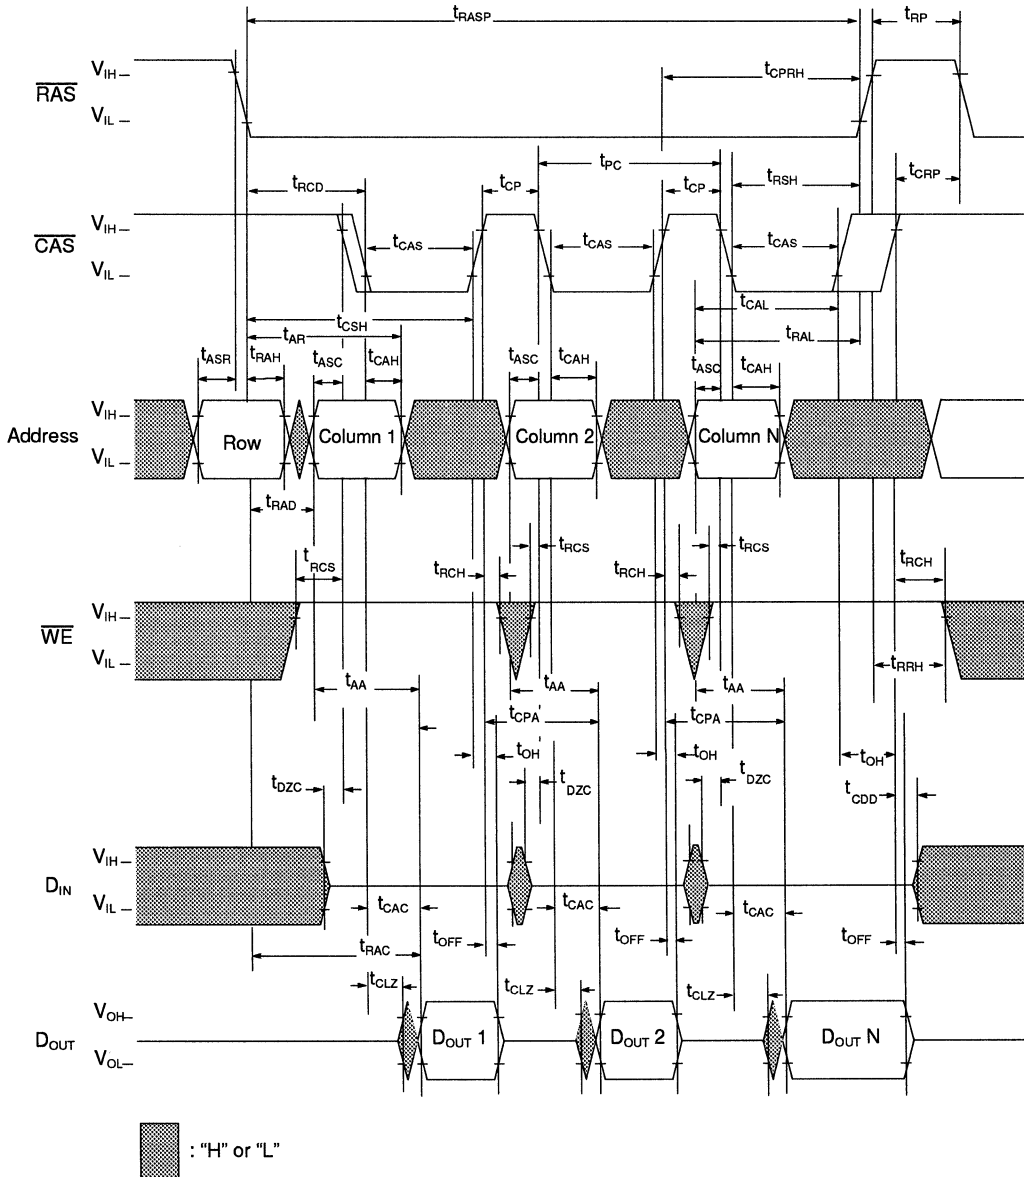 tRASP
tRP
VIH
RAS
tCPRH
VIL
tPC
tRCD
tCP
tCP
tRSH
tCRP
VIH
CAS
tCAS
tCAS
tCAS
VIL
tCAL
tCSH
tAR
tRAL
tASR
tRAH
tASC
tCAH
tASC
tCAH
tASC
tCAH
VIH
Address
Row
Column 1
Column 2
Column N
VIL
tRAD
tRCS
tRCS
tRCS
tRCH
tRCH
tRCH
VIH
WE
VIL
tRRH
tAA
tAA
tAA
tCPA
tCPA
tOH
tOH
tOH
tDZC
tDZC
tDZC
tCDD
VIH
DIN
VIL
tCAC
tCAC
tCAC
tOFF
tOFF
tOFF
tRAC
tCLZ
tCLZ
tCLZ
VOH
DOUT
DOUT 1
DOUT 2
DOUT N
VOL
: “H” or “L”